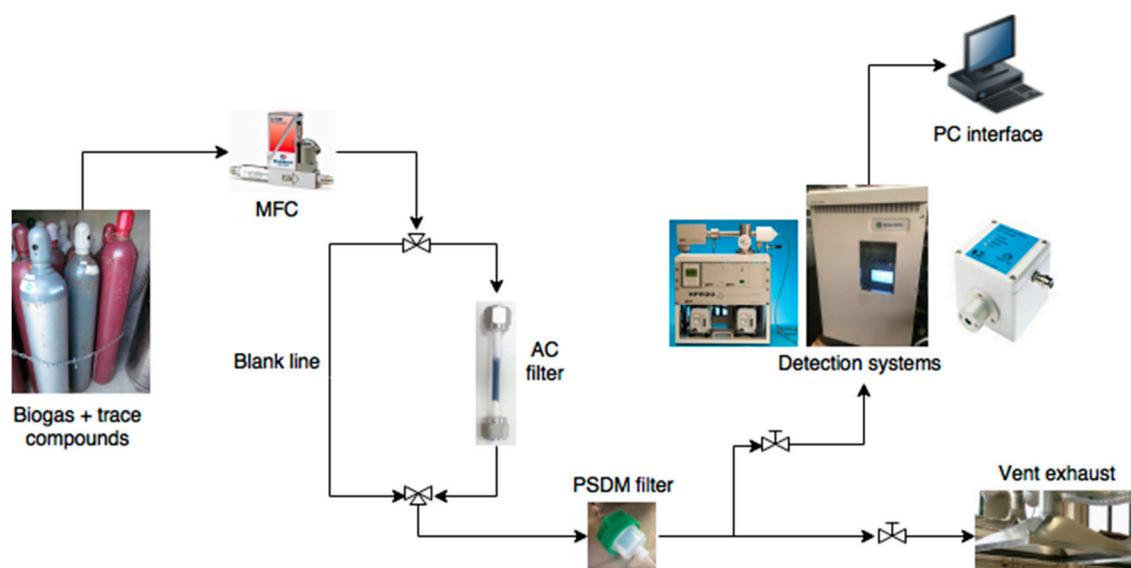 PC interface
MFC
Blank line
AC
filter
Detection systems
Biogas + trace
compounds
PSDM filter
Vent exhaust